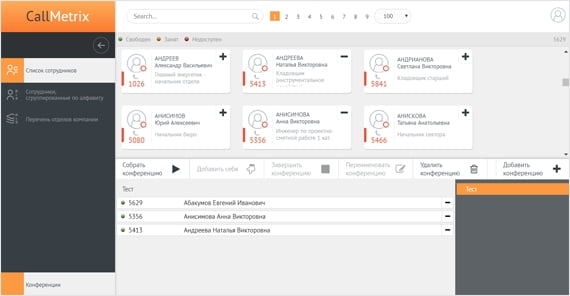 CallMetrix
Search...
1 2 3 4 5 6 7 8 9
100
Свободен Занят Недоступен
5629
Список сотрудников
Сотрудники,
сгруппированные по алфавиту
Перечень отделов компании
Конференции
АНДРЕЕВ
Александр Васильевич
Главный энергетик -
начальник отдела
1026
АНДРЕЕВА
Наталья Викторовна
Кладовщик
(инструментальное
5413
АНДРИАНОВА
Светлана Викторовна
Кладовщик старший
5841
АНИСИМОВ
Юрий Алексеевич
Начальник бюро
5080
АНИСИМОВА
Анна Викторовна
Инженер по проектно
сметной работе 1 кат.
5356
АНИСКОВА
Татьяна Анатольевна
Начальник сектора
5466
Собрать
конференцию
Добавить себя
Завершить
конференцию
Переименовать
конференцию
Удалить
конференцию
Добавить
конференцию
Тест
5629 Абакумов Евгений Иванович
5356 Анисимова Анна Викторовна
5413 Андреева Наталья Викторовна
Тест